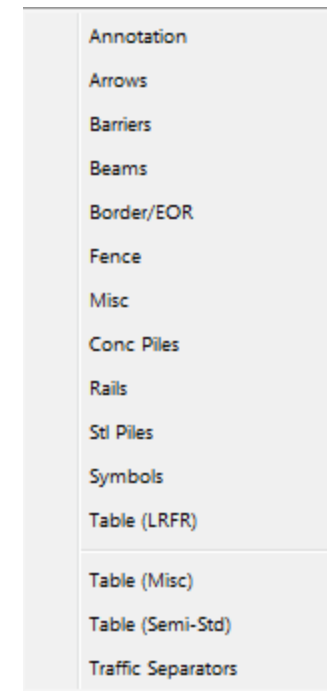 Annotation
Arrows
Barriers
Beams
Border/EOR
Fence
Misc
Conc Piles
Rails
Stl Piles
Symbols
Table (LRFR)
Table (Misc)
Table (Semi-Std)
Traffic Separators